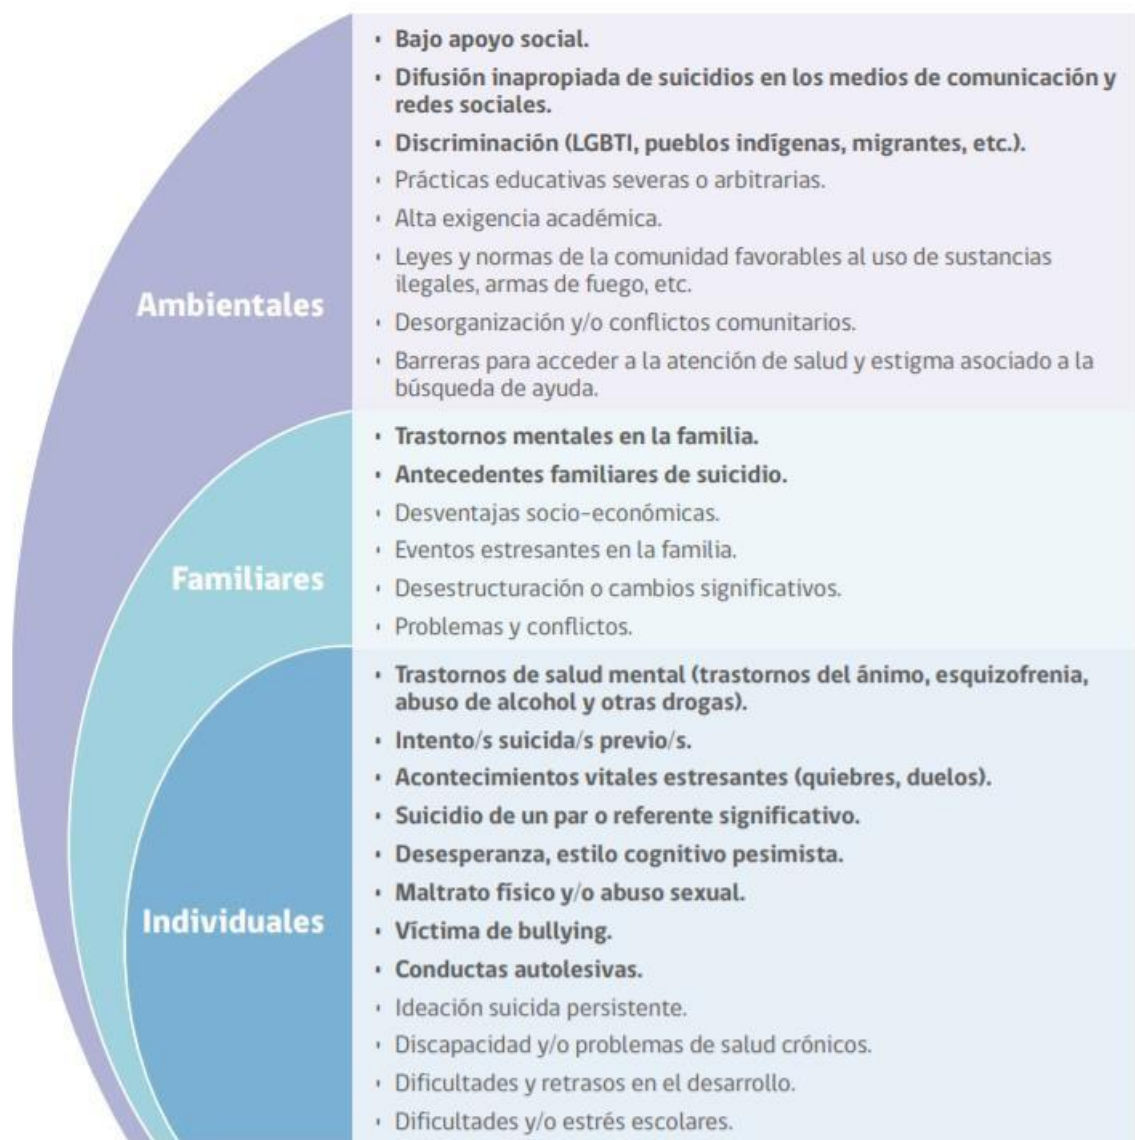 Ambientales
• Bajo apoyo social.
• Difusión inapropiada de suicidios en los medios de comunicación y
redes sociales.
• Discriminación (LGBTI, pueblos indígenas, migrantes, etc.).
• Prácticas educativas severas o arbitrarias.
• Alta exigencia académica.
• Leyes y normas de la comunidad favorables al uso de sustancias
ilegales, armas de fuego, etc.
• Desorganización y/o conflictos comunitarios.
• Barreras para acceder a la atención de salud y estigma asociado a la
búsqueda de ayuda.
Familiares
• Trastornos mentales en la familia.
• Antecedentes familiares de suicidio.
• Desventajas socio-económicas.
• Eventos estresantes en la familia.
• Desestructuración o cambios significativos.
• Problemas y conflictos.
Individuales
• Trastornos de salud mental (trastornos del ánimo, esquizofrenia,
abuso de alcohol y otras drogas).
• Intento/s suicida/s previo/s.
• Acontecimientos vitales estresantes (quiebres, duelos).
• Suicidio de un par o referente significativo.
• Desesperanza, estilo cognitivo pesimista.
• Maltrato físico y/o abuso sexual.
• Víctima de bullying.
• Conductas autolesivas.
• Ideación suicida persistente.
• Discapacidad y/o problemas de salud crónicos.
• Dificultades y retrasos en el desarrollo.
• Dificultades y/o estrés escolares.